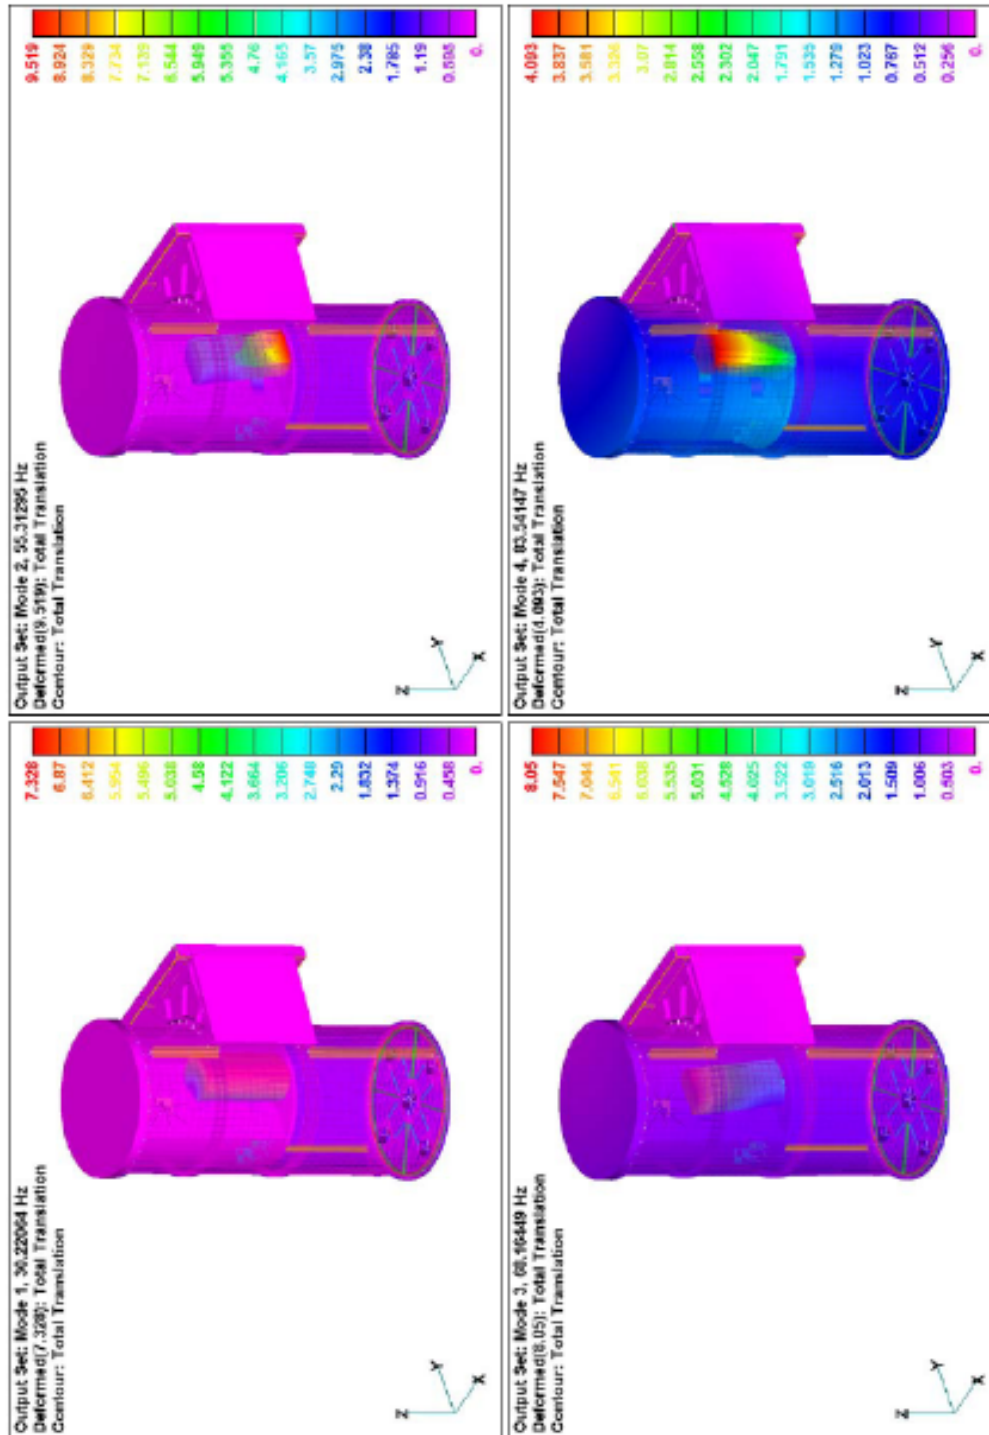 Output Set: Mode 1, Hz
Deformed(7.328): Total Translation
Contour: Total Translation
7.328
6.87
6.412
5.954
5.496
5.038
4.58
4.122
3.664
3.206
2.748
2.29
1.832
1.374
0.916
0.458
0.
Z
Y
X
Output Set: Mode 2, 55.31295 Hz
Deformed(9.519): Total Translation
Contour: Total Translation
9.519
8.924
8.329
7.734
7.139
6.544
5.949
5.355
4.76
4.165
3.57
2.975
2.38
1.785
1.19
0.595
0.
Z
Y
X
Output Set: Mode 3, 68.16449 Hz
Deformed(8.05): Total Translation
Contour: Total Translation
8.05
7.547
7.044
6.541
6.038
5.535
5.031
4.528
4.025
3.522
3.019
2.516
2.013
1.509
1.006
0.503
0.
Z
Y
X
Output Set: Mode 4, 83.54147 Hz
Deformed(4.093): Total Translation
Contour: Total Translation
4.093
3.837
3.581
3.326
3.07
2.814
2.558
2.302
2.047
1.791
1.535
1.279
1.023
0.767
0.512
0.256
0.
Z
Y
X